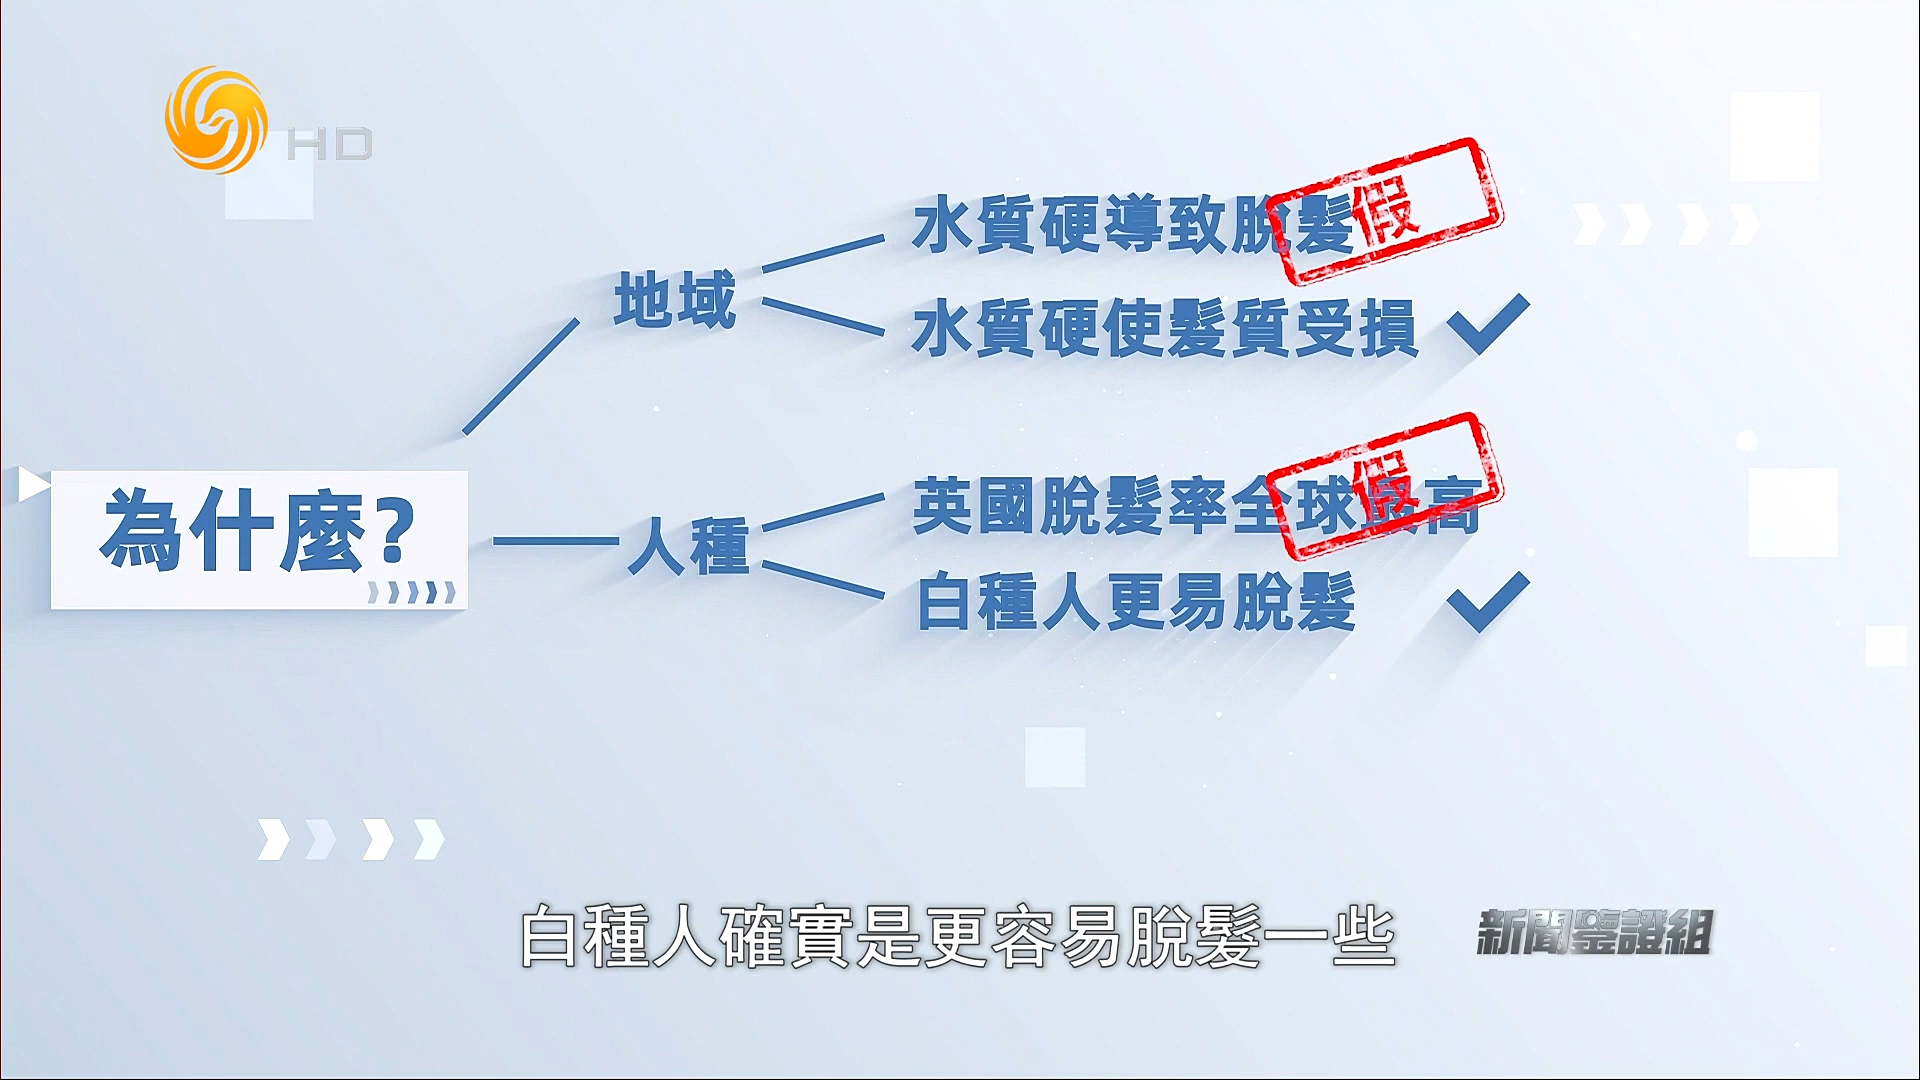 HD
為什麼?
地域
水質硬導致脫髮
假
水質硬使髮質受損
人種
英國脫髮率全球最高
假
白種人更易脫髮
白種人確實是更容易脫髮一些
新聞鑒證組